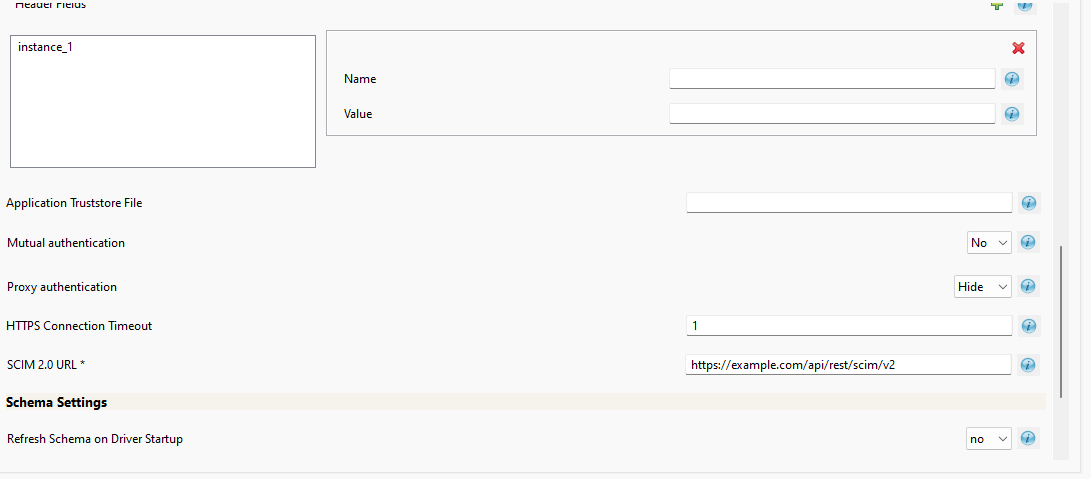 Header Fields
instance_1
Name
Value
Application Truststore File
Mutual authentication No
Proxy authentication Hide
HTTPS Connection Timeout 1
SCIM 2.0 URL * https://example.com/api/rest/scim/v2
Schema Settings
Refresh Schema on Driver Startup no